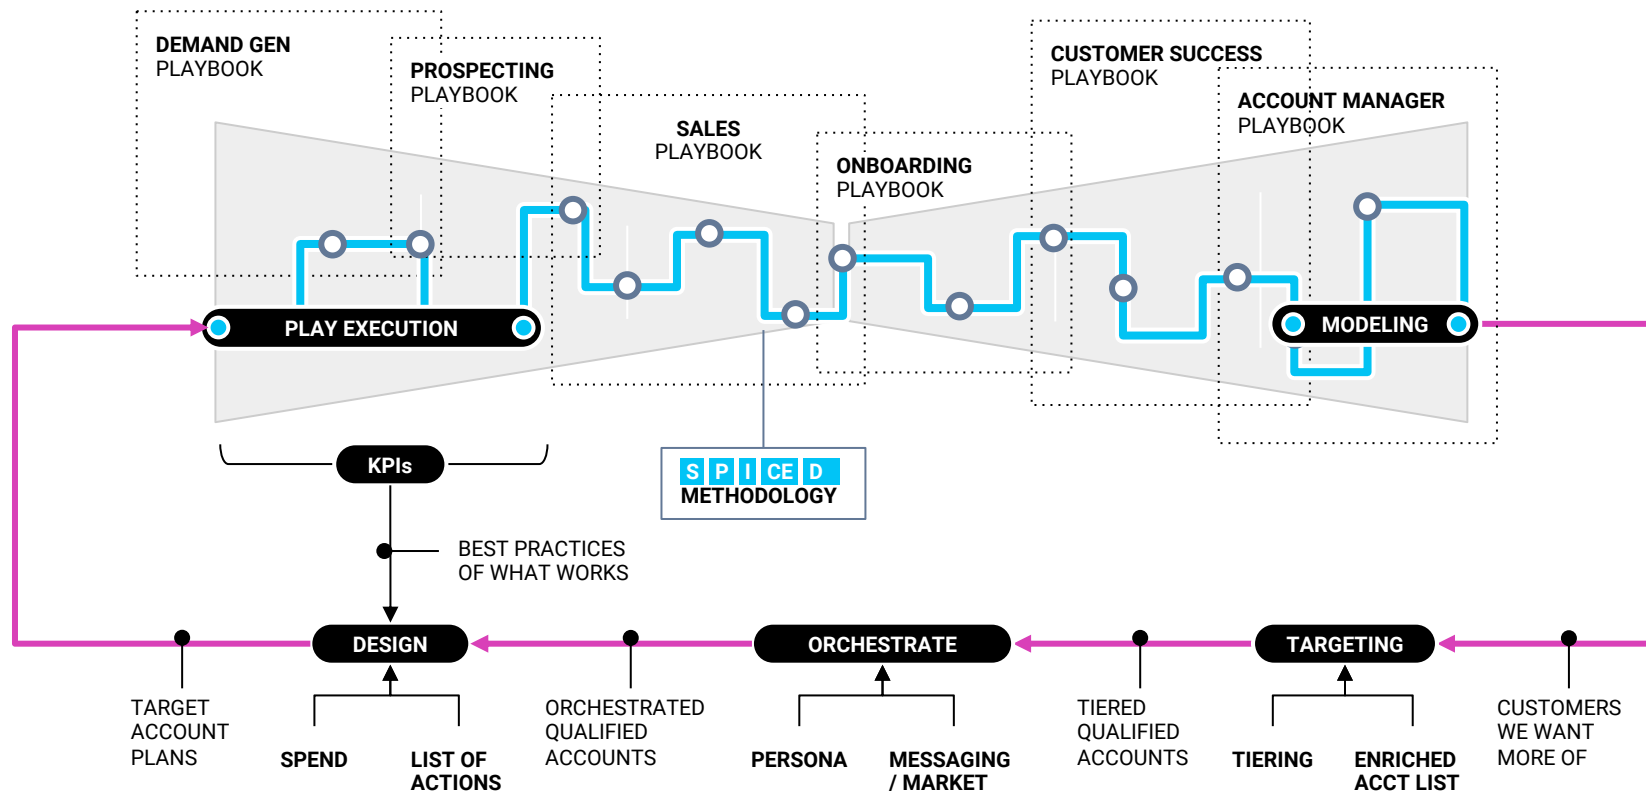 DEMAND GEN
PLAYBOOK
PROSPECTING
PLAYBOOK
SALES
PLAYBOOK
ONBOARDING
PLAYBOOK
CUSTOMER SUCCESS
PLAYBOOK
ACCOUNT MANAGER
PLAYBOOK
PLAY EXECUTION
MODELING
KPIs
S P I CE D
METHODOLOGY
BEST PRACTICES
OF WHAT WORKS
DESIGN
ORCHESTRATE
TARGETING
TARGET
ACCOUNT
PLANS
SPEND
LIST OF
ACTIONS
ORCHESTRATED
QUALIFIED
ACCOUNTS
PERSONA
MESSAGING
/ MARKET
TIERED
QUALIFIED
ACCOUNTS
TIERING
ENRICHED
ACCT LIST
CUSTOMERS
WE WANT
MORE OF